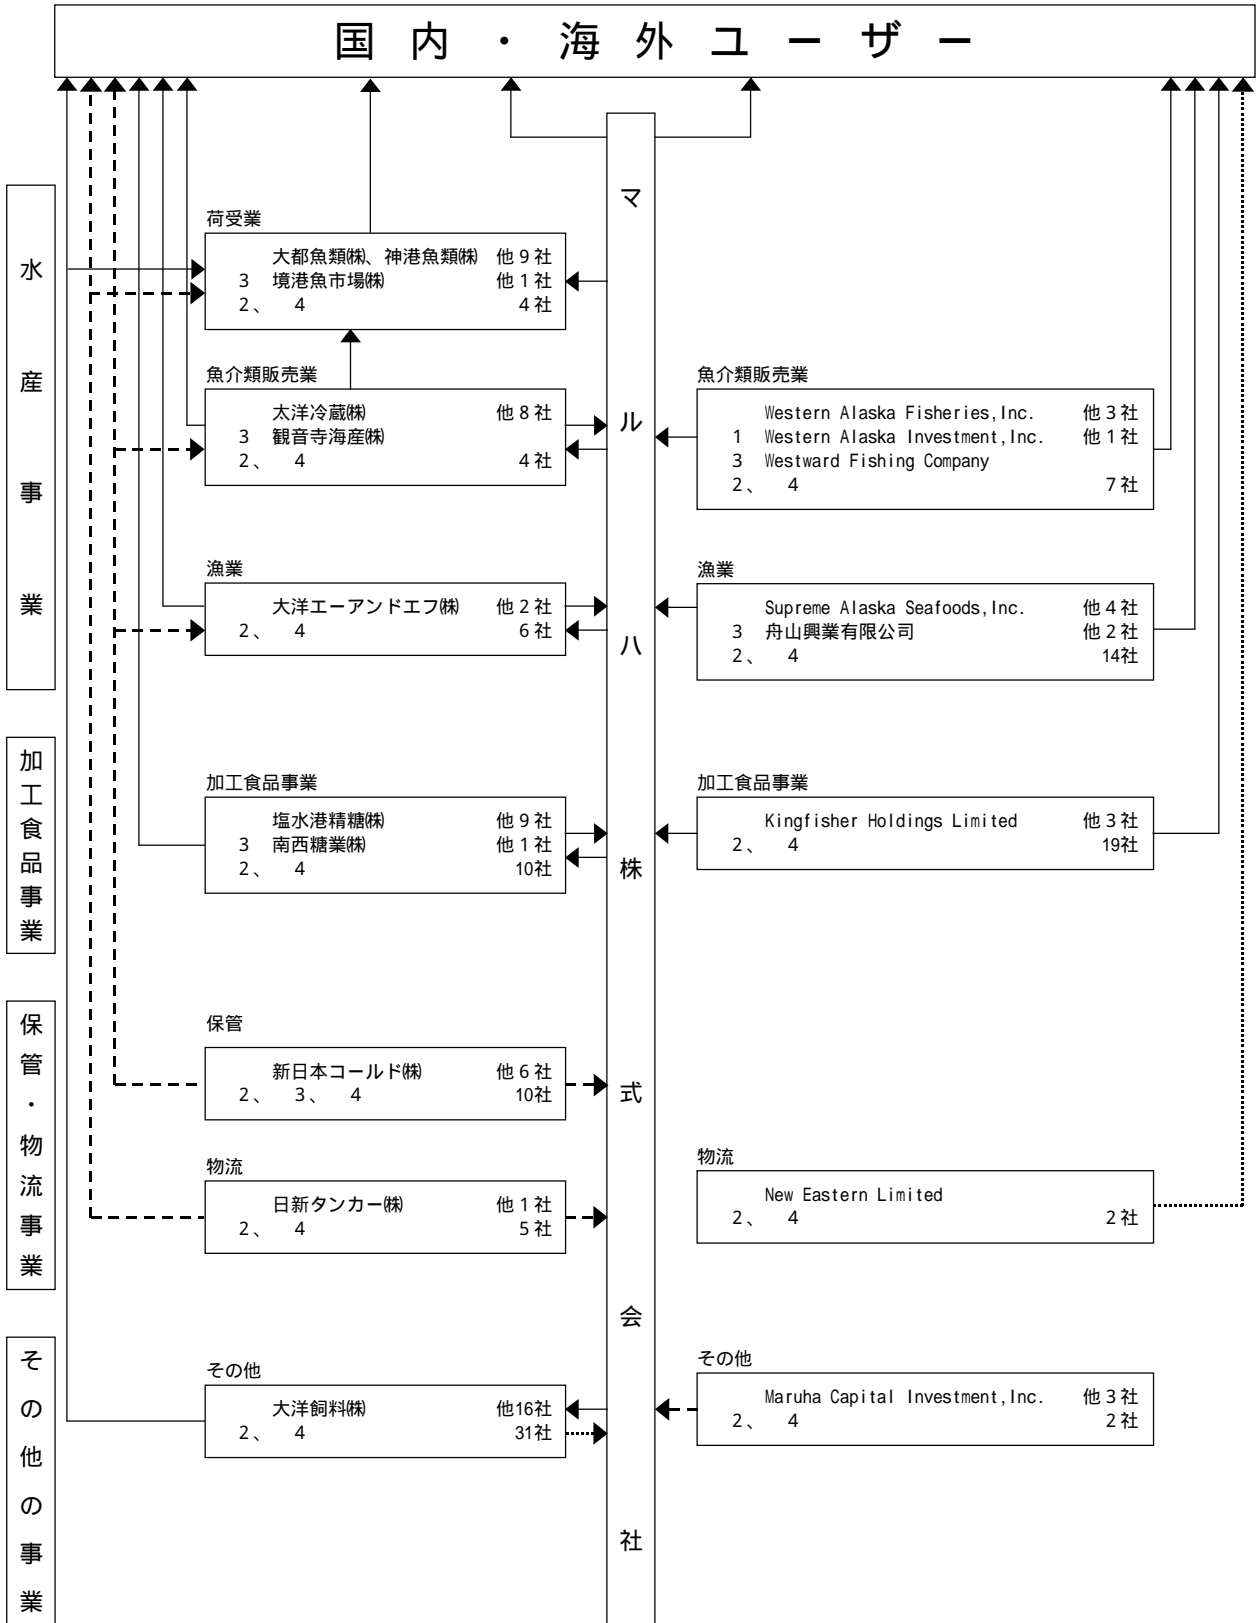 国内・海外ユーザー
マルハ株式会社
水産事業
荷受業
大都魚類㈱、神港魚類㈱ 他9社
3 境港魚市場㈱ 他1社
2、 4 4社
魚介類販売業
太洋冷蔵㈱ 他8社
3 観音寺海産㈱
2、 4 4社
魚介類販売業
Western Alaska Fisheries,Inc. 他3社
1 Western Alaska Investment,Inc. 他1社
3 Westward Fishing Company
2、 4 7社
漁業
大洋エーアンドエフ㈱ 他2社
2、 4 6社
漁業
Supreme Alaska Seafoods,Inc. 他4社
3 舟山興業有限公司 他2社
2、 4 14社
加工食品事業
加工食品事業
塩水港精糖㈱ 他9社
3 南西糖業㈱ 他1社
2、 4 10社
加工食品事業
Kingfisher Holdings Limited 他3社
2、 4 19社
保管・物流事業
保管
新日本コールド㈱ 他6社
2、 3、 4 10社
物流
日新タンカー㈱ 他1社
2、 4 5社
物流
New Eastern Limited
2、 4 2社
その他の事業
その他
大洋飼料㈱ 他16社
2、 4 31社
その他
Maruha Capital Investment,Inc. 他3社
2、 4 2社